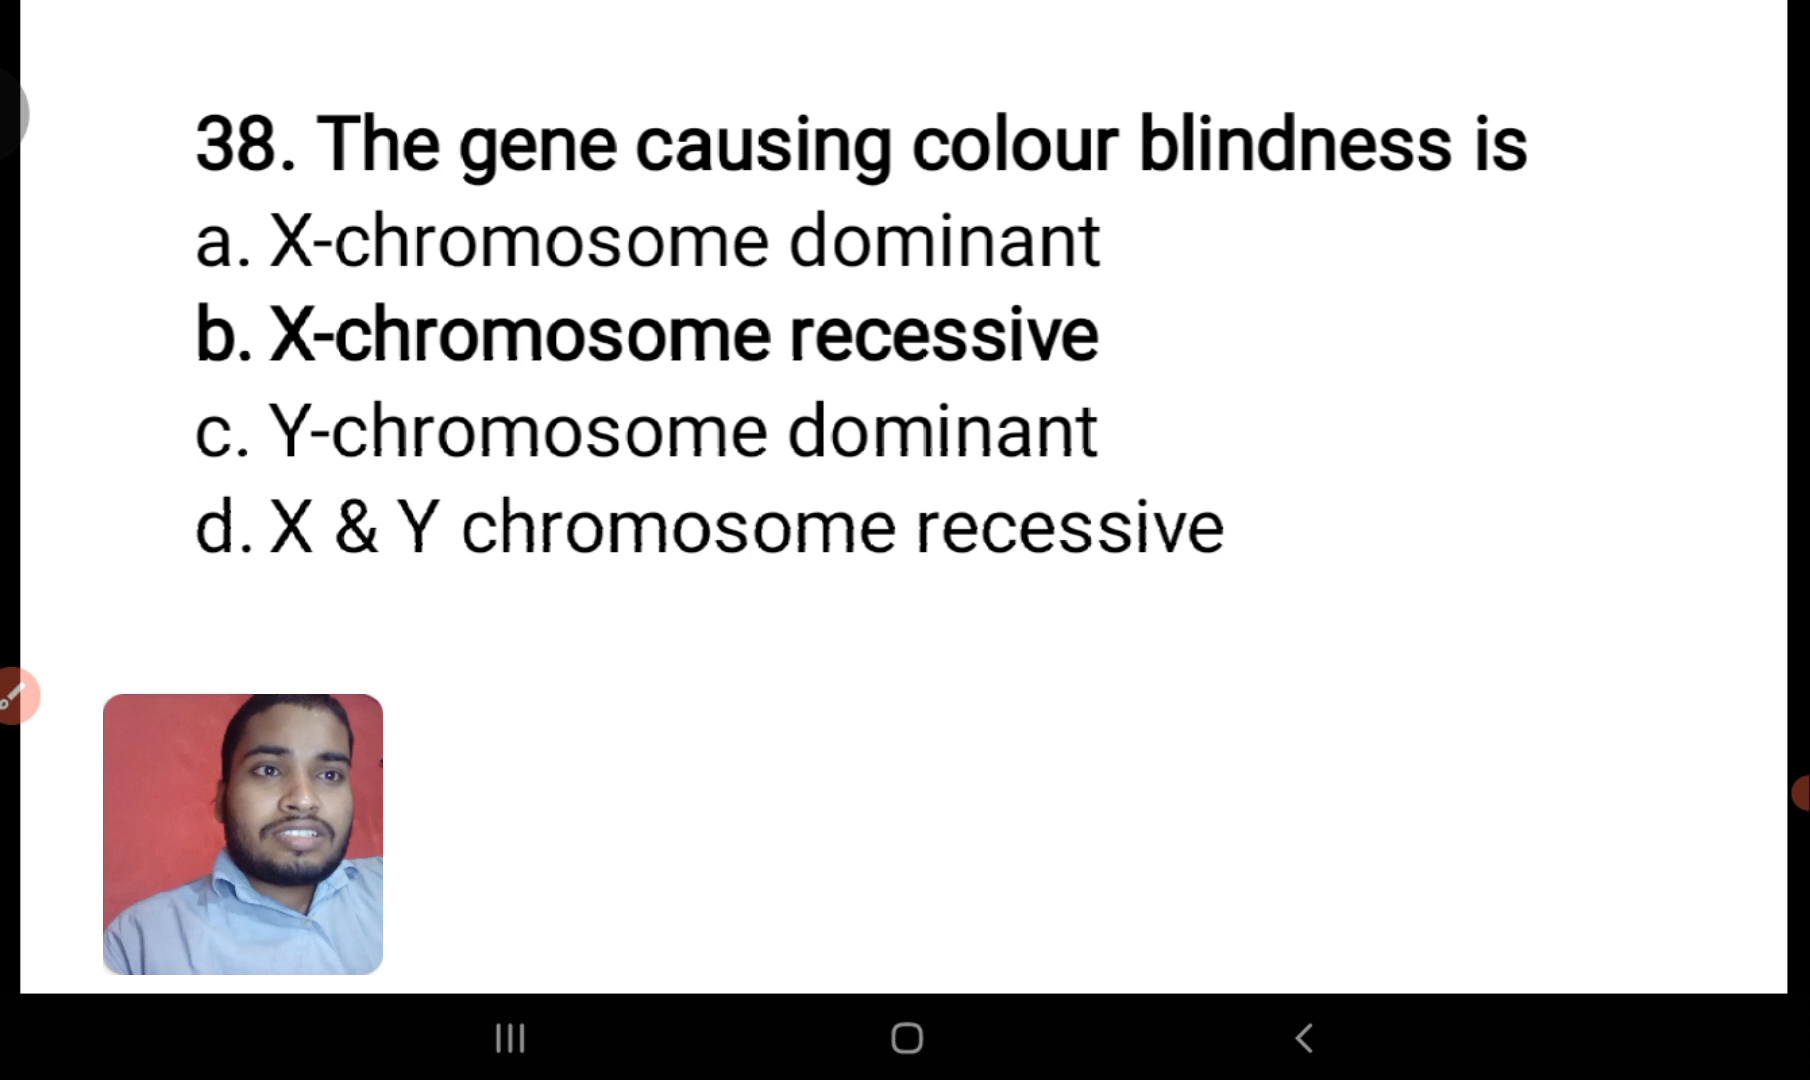 38. The gene causing colour blindness is
a. X-chromosome dominant
b. X-chromosome recessive
c. Y-chromosome dominant
d. X & Y chromosome recessive